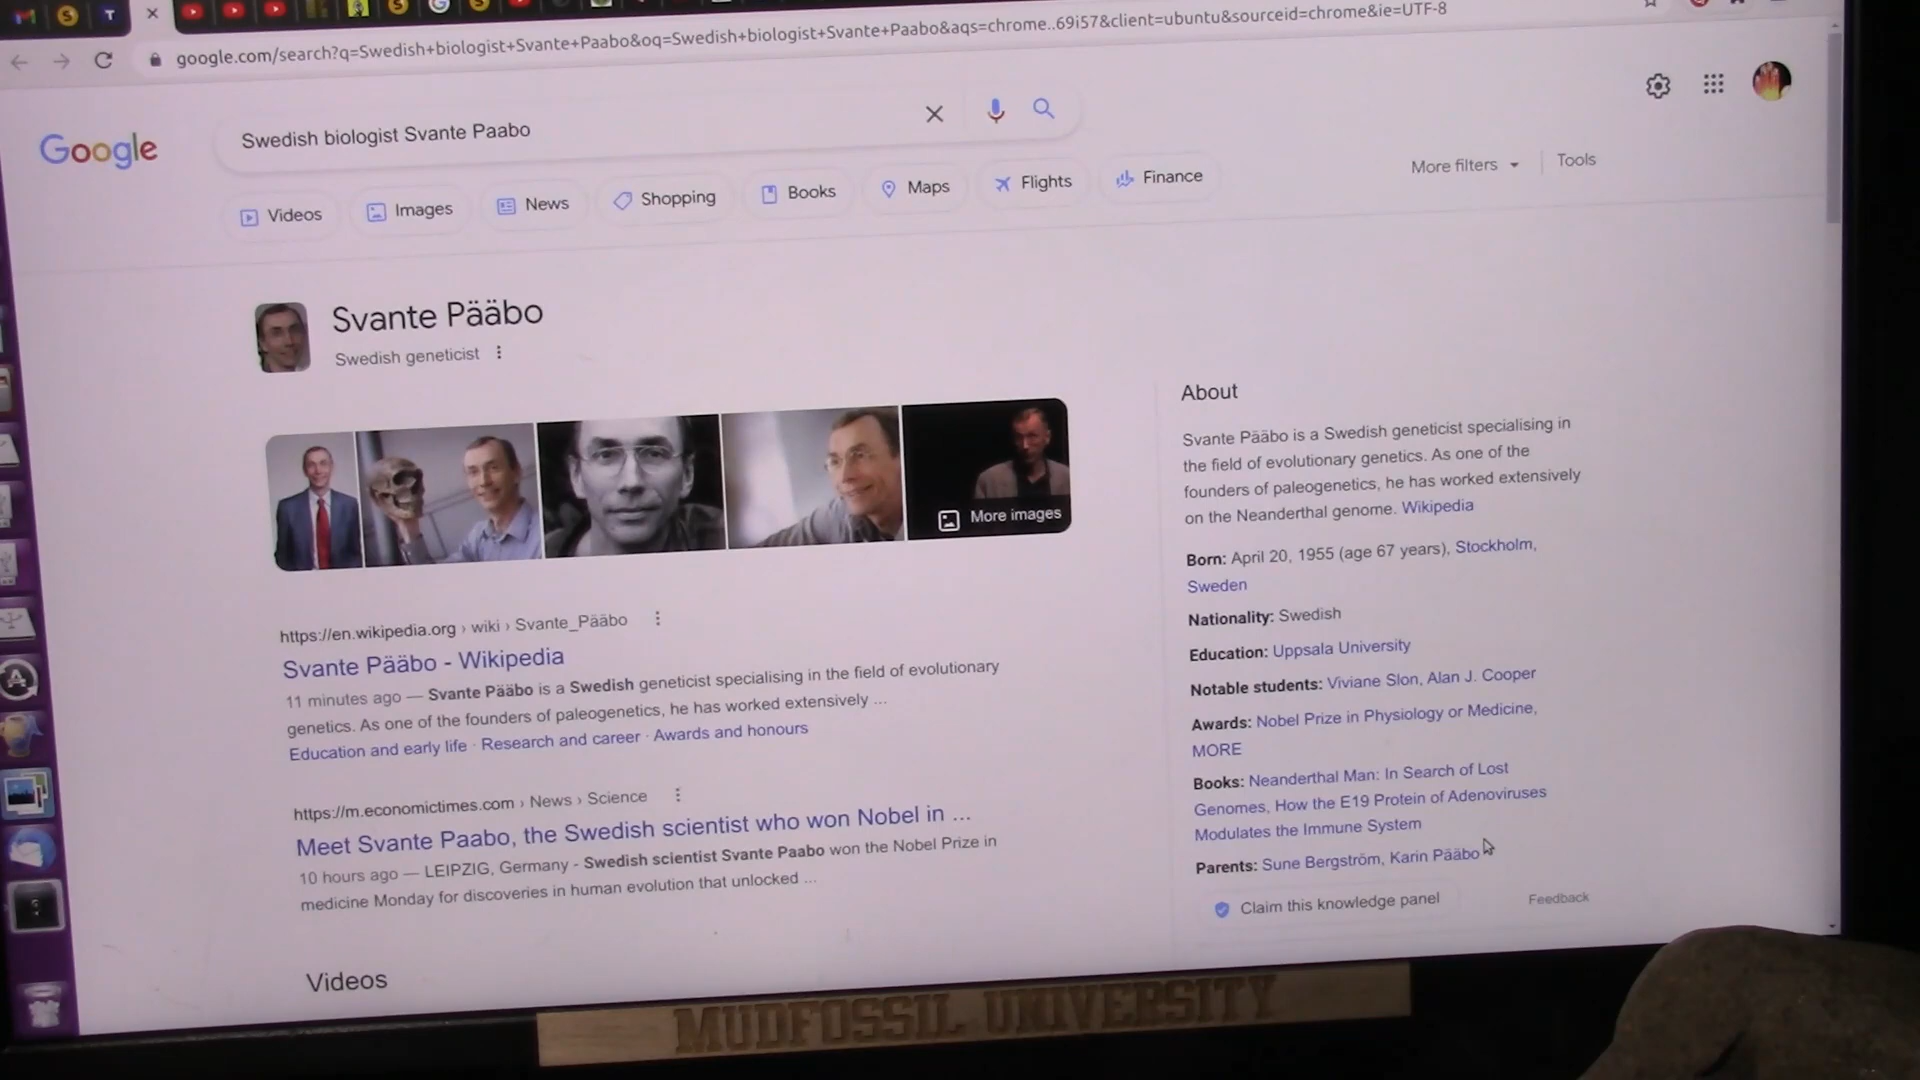 google.com/search?q=Swedish+biologist+Svante+Paabo&oq=Swedish+biologist+Svante+Paabo&aqs=chrome..69i57&client=ubuntu&sourceid=chrome&ie=UTF-8
Google
Swedish biologist Svante Paabo
Videos
Images
News
Shopping
Books
Maps
Flights
Finance
More filters
Tools
Svante Pääbo
Swedish geneticist
More images
https://en.wikipedia.org › wiki › Svante_Pääbo
Svante Pääbo - Wikipedia
11 minutes ago — Svante Pääbo is a Swedish geneticist specialising in the field of evolutionary
genetics. As one of the founders of paleogenetics, he has worked extensively ...
Education and early life · Research and career · Awards and honours
https://m.economictimes.com › News › Science
Meet Svante Paabo, the Swedish scientist who won Nobel in ...
10 hours ago — LEIPZIG, Germany - Swedish scientist Svante Paabo won the Nobel Prize in
medicine Monday for discoveries in human evolution that unlocked ...
Videos
About
Svante Pääbo is a Swedish geneticist specialising in
the field of evolutionary genetics. As one of the
founders of paleogenetics, he has worked extensively
on the Neanderthal genome. Wikipedia
Born: April 20, 1955 (age 67 years), Stockholm,
Sweden
Nationality: Swedish
Education: Uppsala University
Notable students: Viviane Slon, Alan J. Cooper
Awards: Nobel Prize in Physiology or Medicine,
MORE
Books: Neanderthal Man: In Search of Lost
Genomes, How the E19 Protein of Adenoviruses
Modulates the Immune System
Parents: Sune Bergström, Karin Pääbo
Claim this knowledge panel
Feedback
MUDFOSSIL UNIVERSITY